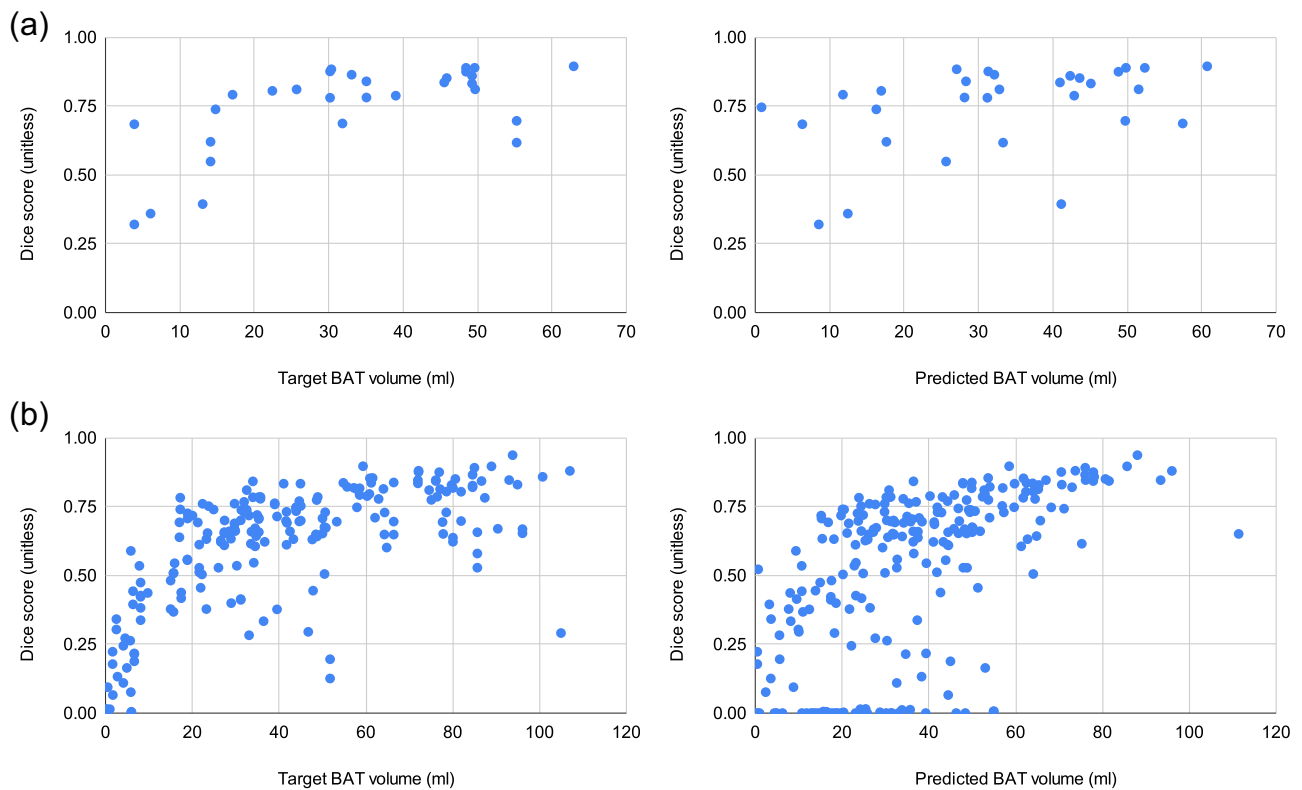 (a)
1.00
0.75
0.50
0.25
0.00
Dice score (unitless)
0 10 20 30 40 50 60 70
Target BAT volume (ml)
1.00
0.75
0.50
0.25
0.00
Dice score (unitless)
0 10 20 30 40 50 60 70
Predicted BAT volume (ml)
(b)
1.00
0.75
0.50
0.25
0.00
Dice score (unitless)
0 20 40 60 80 100 120
Target BAT volume (ml)
1.00
0.75
0.50
0.25
0.00
Dice score (unitless)
0 20 40 60 80 100 120
Predicted BAT volume (ml)